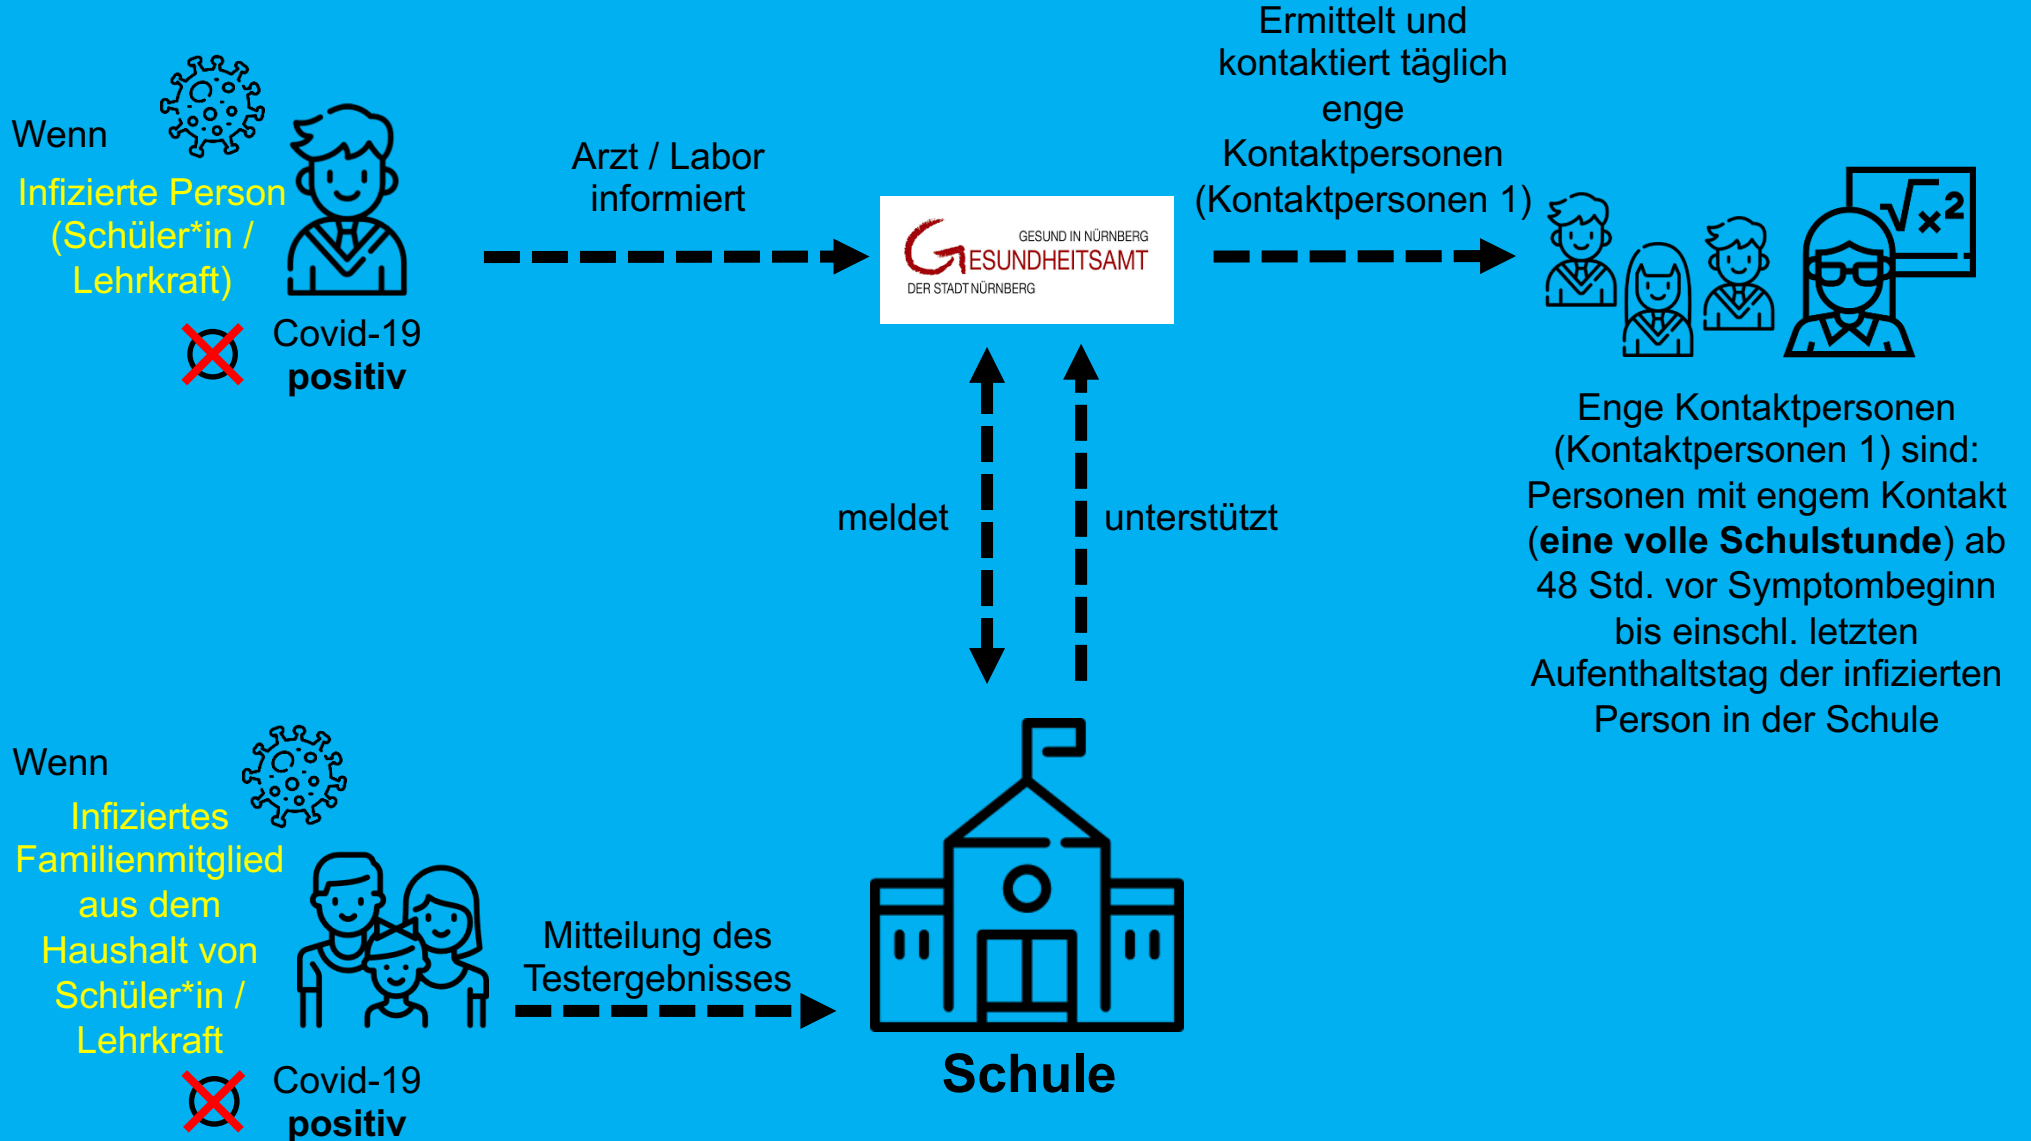 Wenn
Infizierte Person
(Schüler*in /
Lehrkraft)
Covid-19
positiv
Arzt / Labor
informiert
GESUND IN NÜRNBERG
GESUNDHEITSAMT
DER STADT NÜRNBERG
Ermittelt und
kontaktiert täglich
enge
Kontaktpersonen
(Kontaktpersonen 1)
√x²
Enge Kontaktpersonen
(Kontaktpersonen 1) sind:
Personen mit engem Kontakt
(eine volle Schulstunde) ab
48 Std. vor Symptombeginn
bis einschl. letzten
Aufenthaltstag der infizierten
Person in der Schule
meldet
unterstützt
Wenn
Infiziertes
Familienmitglied
aus dem
Haushalt von
Schüler*in /
Lehrkraft
Covid-19
positiv
Mitteilung des
Testergebnisses
Schule